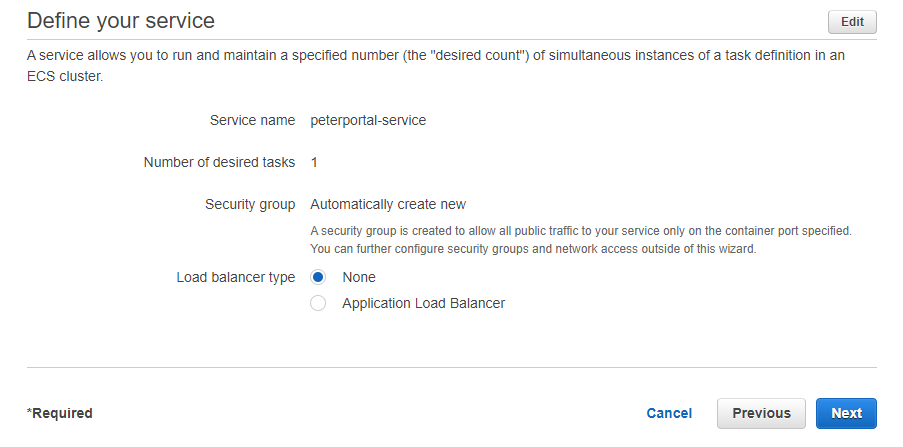 Define your service
Edit
A service allows you to run and maintain a specified number (the "desired count") of simultaneous instances of a task definition in an
ECS cluster.
Service name peterportal-service
Number of desired tasks 1
Security group Automatically create new
A security group is created to allow all public traffic to your service only on the container port specified.
You can further configure security groups and network access outside of this wizard.
Load balancer type None
Application Load Balancer
*Required Cancel Previous Next